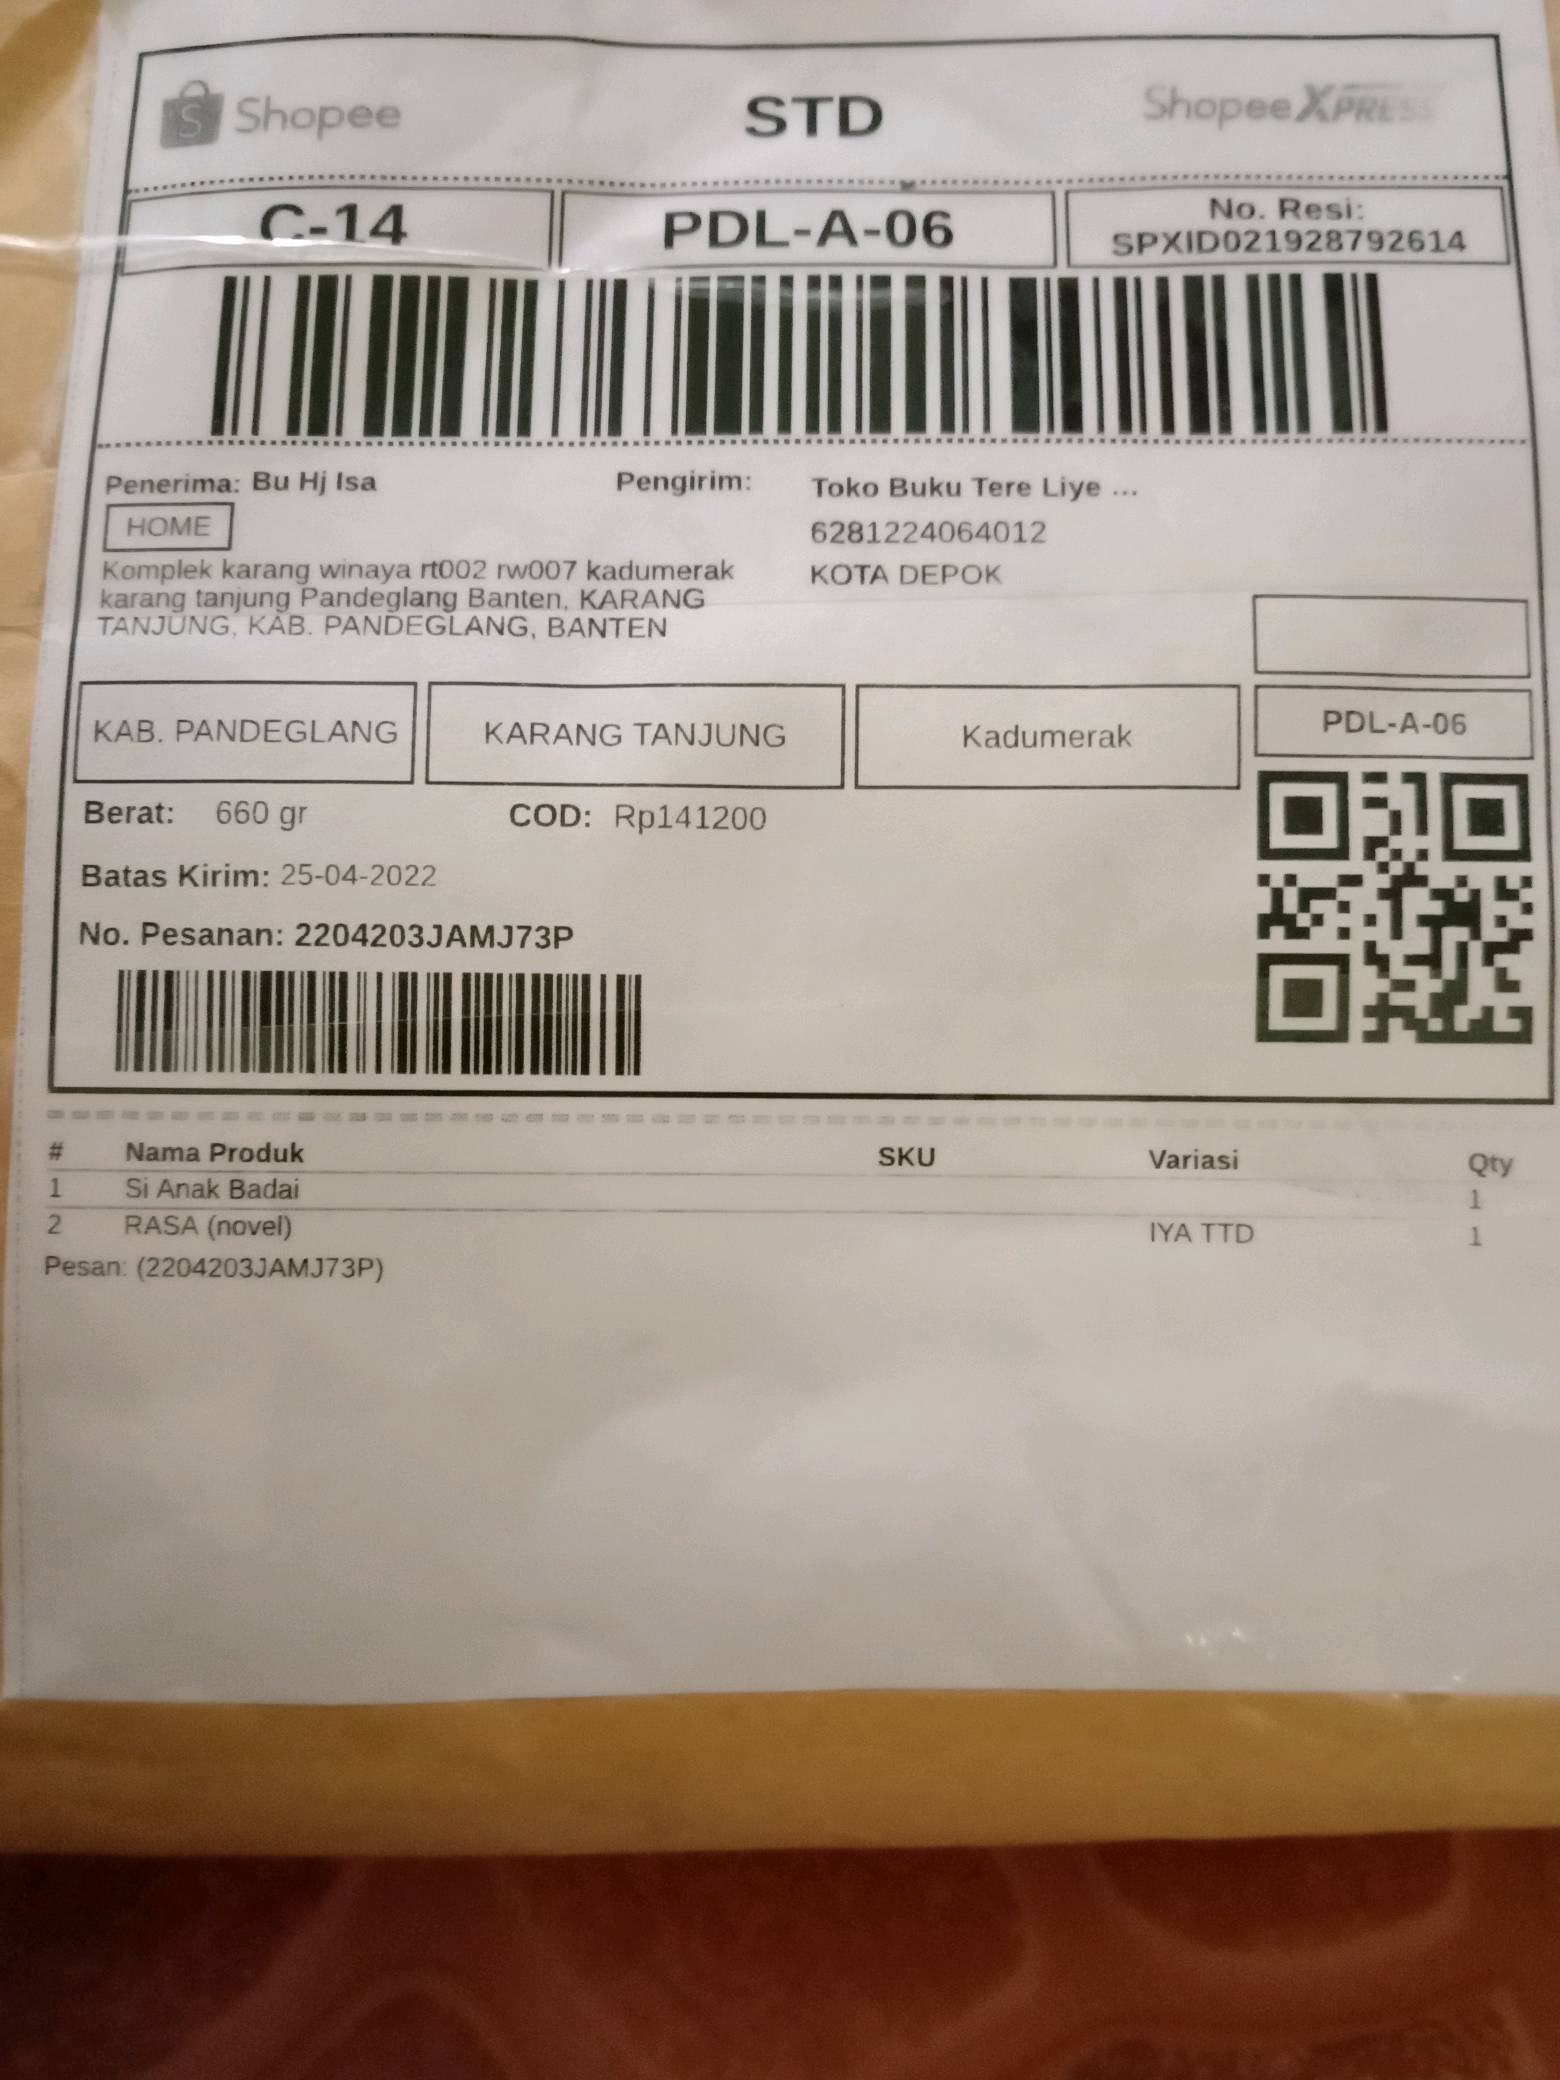 Shopee STD Shopee XPRESS
C-14 PDL-A-06 No. Resi:
SPXID021928792614
Penerima: Bu Hj Isa Pengirim: Toko Buku Tere Liye ...
HOME 6281224064012
Komplek karang winaya rt002 rw007 kadumerak KOTA DEPOK
karang tanjung Pandeglang Banten, KARANG
TANJUNG, KAB. PANDEGLANG, BANTEN
KAB. PANDEGLANG KARANG TANJUNG Kadumerak PDL-A-06
Berat: 660 gr COD: Rp141200
Batas Kirim: 25-04-2022
No. Pesanan: 2204203JAMJ73P
# Nama Produk SKU Variasi Qty
1 Si Anak Badai 1
2 RASA (novel) IYA TTD 1
Pesan: (2204203JAMJ73P)